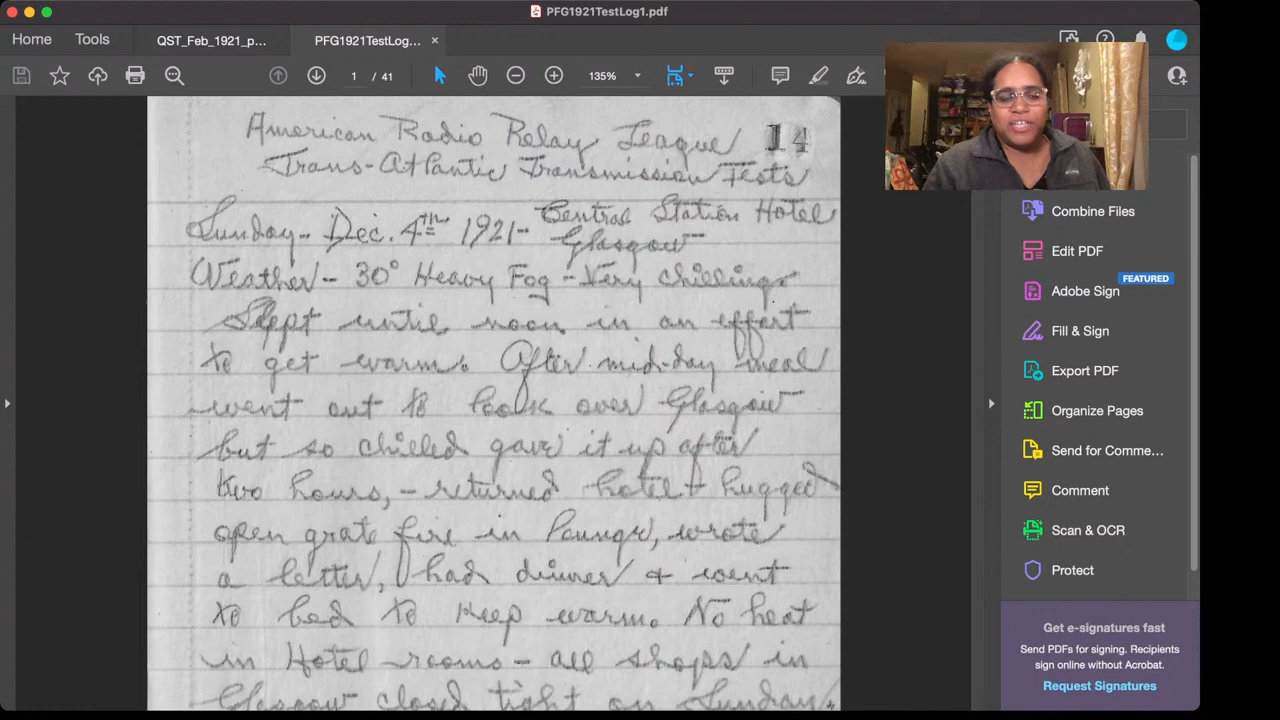 PFG1921TestLog1.pdf
Home
Tools
QST_Feb_1921_p...
PFG1921TestLog...
1 / 41
135%
American Radio Relay League 14
Trans-Atlantic Transmission Tests
Sunday- Dec. 4th 1921- Central Station Hotel
Glasgow
Weather- 30° Heavy Fog - Very chilling.
Slept until noon in an effort
to get warm. After mid-day meal
went out to look over Glasgow
but so chilled gave it up after
two hours, - returned hotel + hugged
open grate fire in lounge, wrote
a letter, had dinner + went
to bed to keep warm. No heat
in Hotel rooms - all shops in
Glasgow closed tight on Sunday.
Combine Files
Edit PDF
FEATURED
Adobe Sign
Fill & Sign
Export PDF
Organize Pages
Send for Comme...
Comment
Scan & OCR
Protect
Get e-signatures fast
Send PDFs for signing. Recipients
sign online without Acrobat.
Request Signatures